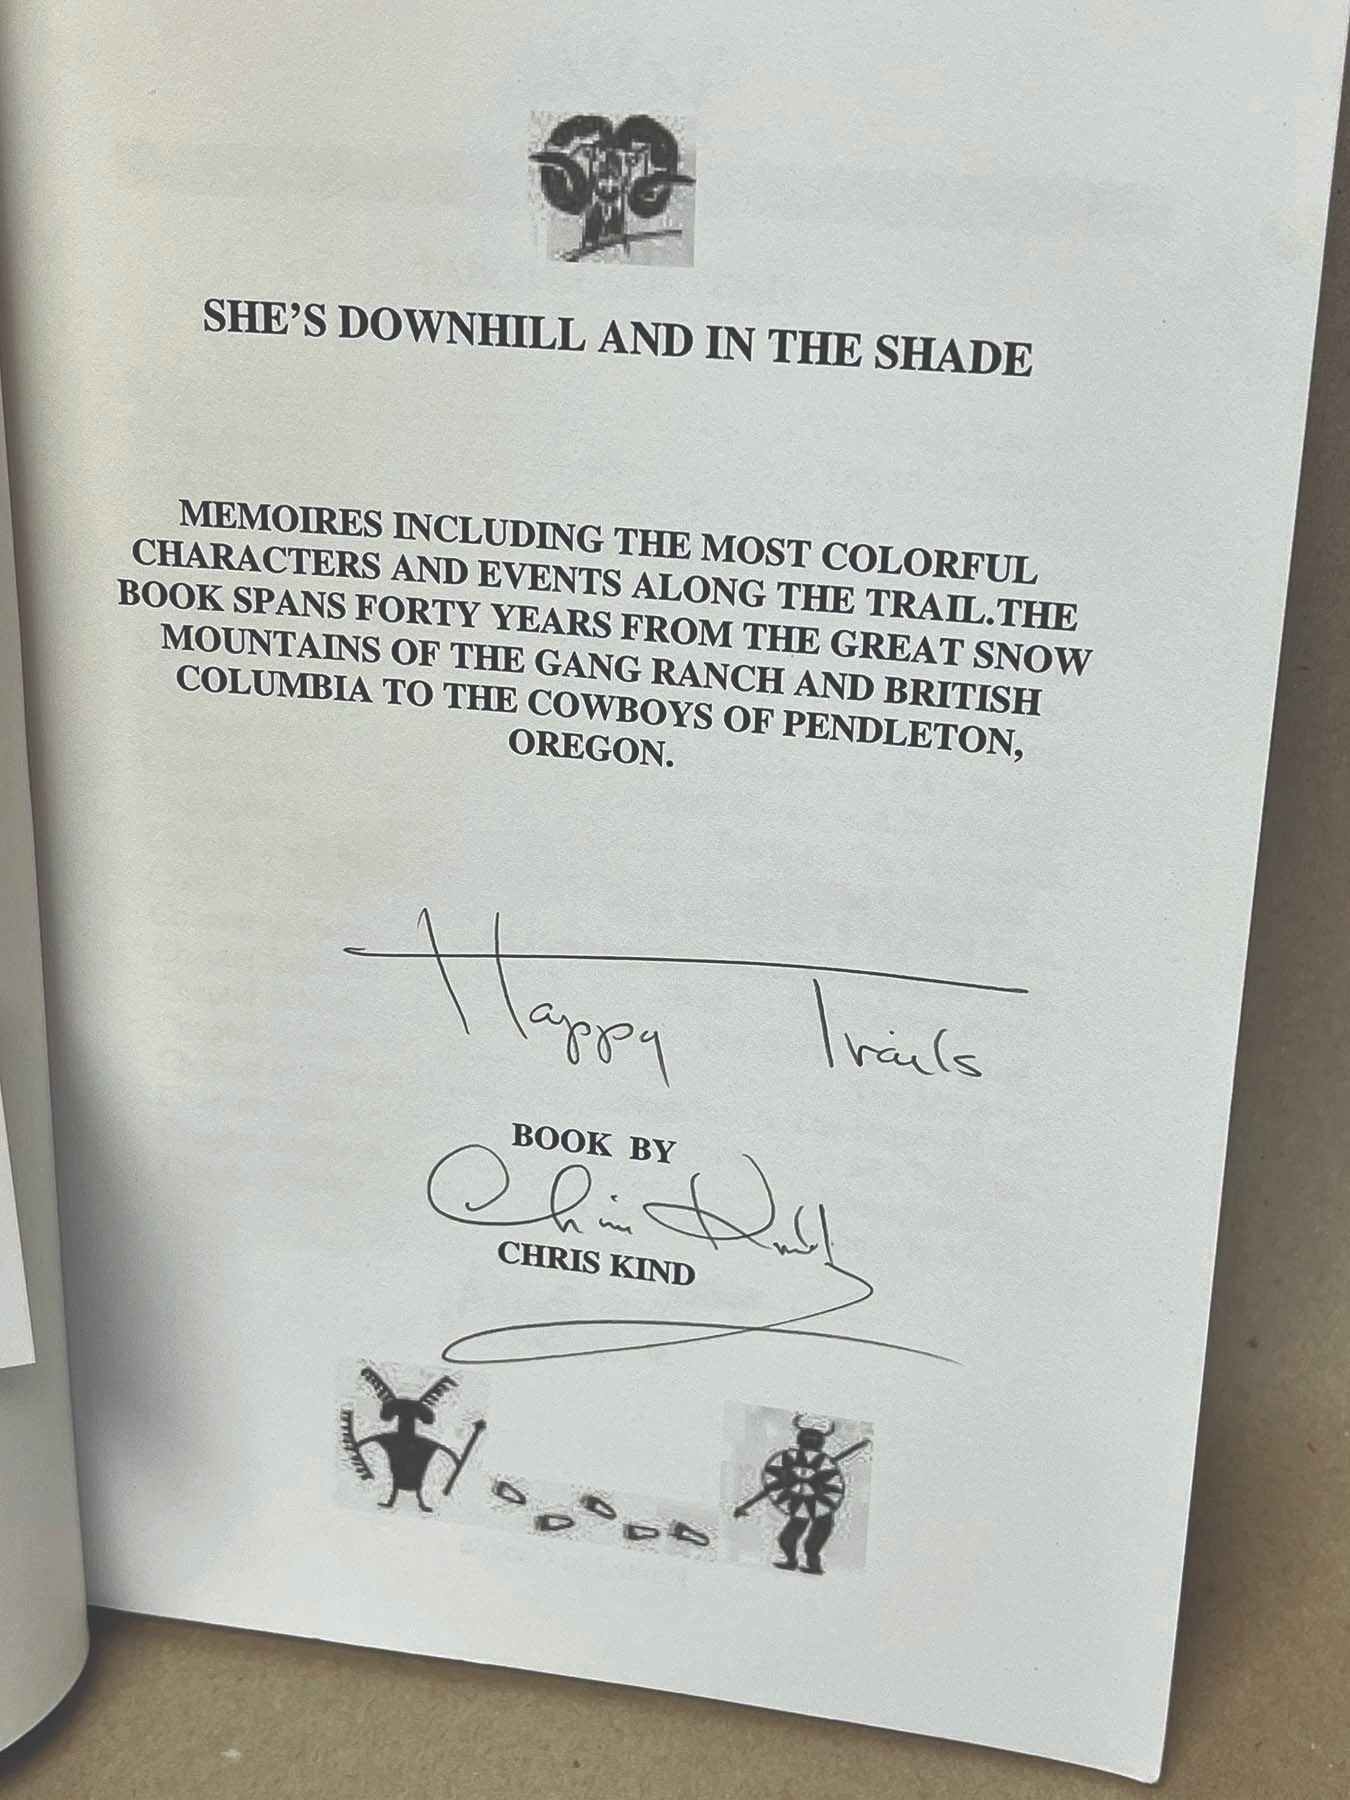 SHE'S DOWNHILL AND IN THE SHADE
MEMOIRES INCLUDING THE MOST COLORFUL
CHARACTERS AND EVENTS ALONG THE TRAIL.THE
BOOK SPANS FORTY YEARS FROM THE GREAT SNOW
MOUNTAINS OF THE GANG RANCH AND BRITISH
COLUMBIA TO THE COWBOYS OF PENDLETON,
OREGON.
Happy Trails
BOOK BY
Chris Kind
CHRIS KIND